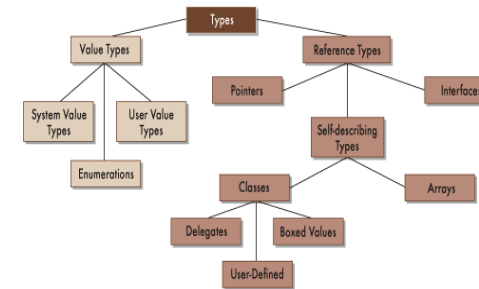 Types
Value Types
Reference Types
Pointers
Interfaces
System Value
Types
User Value
Types
Self-describing
Types
Enumerations
Classes
Arrays
Delegates
Boxed Values
User-Defined